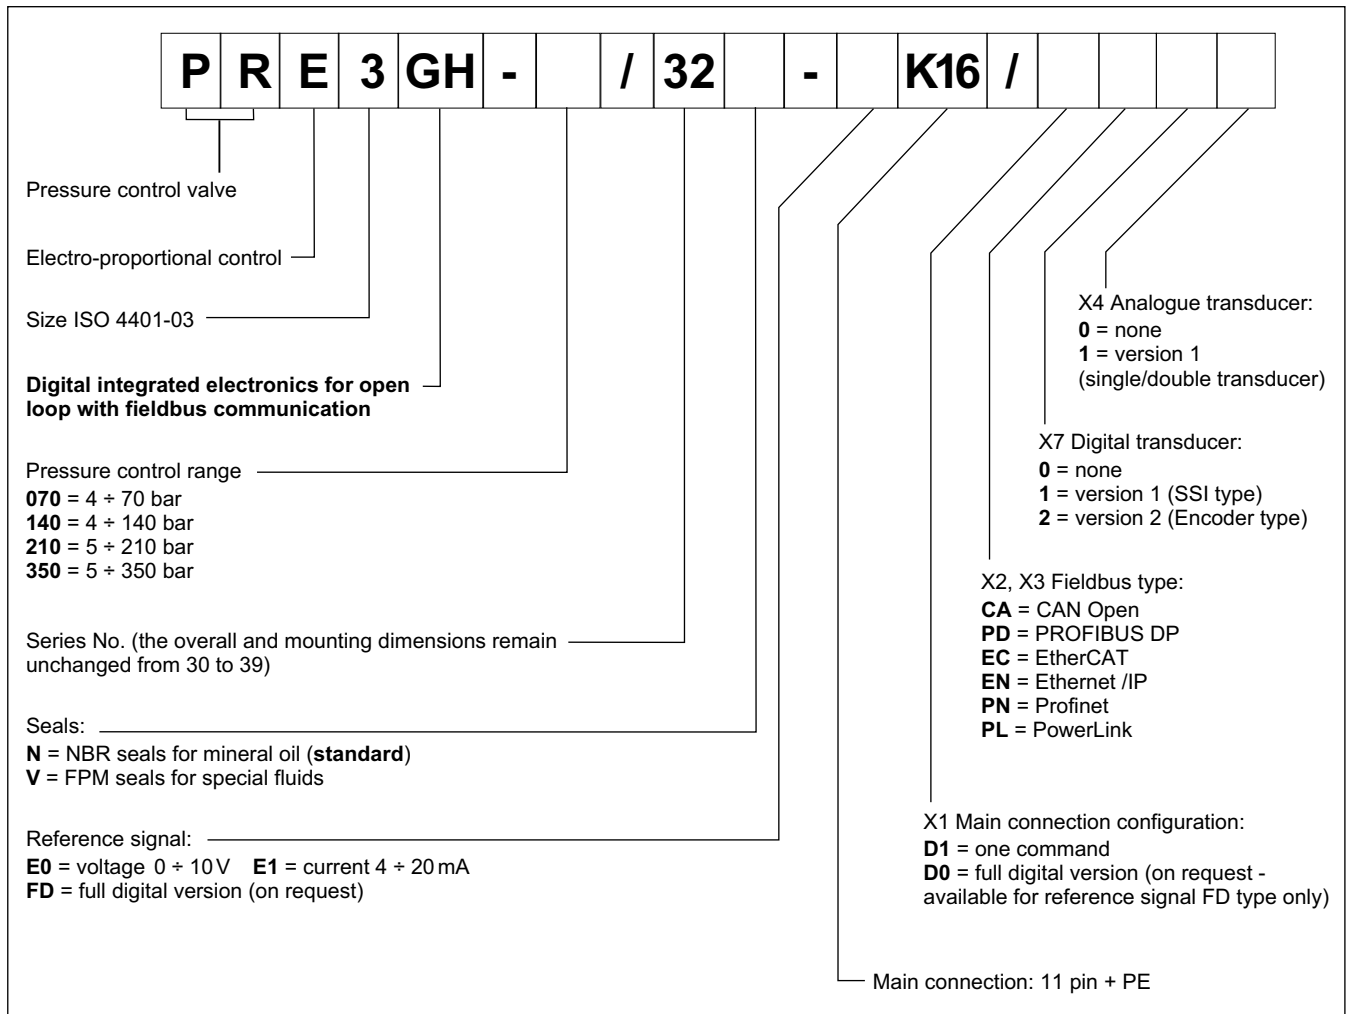 P R E 3 GH - / 32 - K16 /
Pressure control valve
Electro-proportional control
Size ISO 4401-03
Digital integrated electronics for open
loop with fieldbus communication
Pressure control range
070 = 4 ÷ 70 bar
140 = 4 ÷ 140 bar
210 = 5 ÷ 210 bar
350 = 5 ÷ 350 bar
Series No. (the overall and mounting dimensions remain
unchanged from 30 to 39)
Seals:
N = NBR seals for mineral oil (standard)
V = FPM seals for special fluids
Reference signal:
E0 = voltage 0 ÷ 10 V E1 = current 4 ÷ 20 mA
FD = full digital version (on request)
X4 Analogue transducer:
0 = none
1 = version 1
(single/double transducer)
X7 Digital transducer:
0 = none
1 = version 1 (SSI type)
2 = version 2 (Encoder type)
X2, X3 Fieldbus type:
CA = CAN Open
PD = PROFIBUS DP
EC = EtherCAT
EN = Ethernet /IP
PN = Profinet
PL = PowerLink
X1 Main connection configuration:
D1 = one command
D0 = full digital version (on request -
available for reference signal FD type only)
Main connection: 11 pin + PE